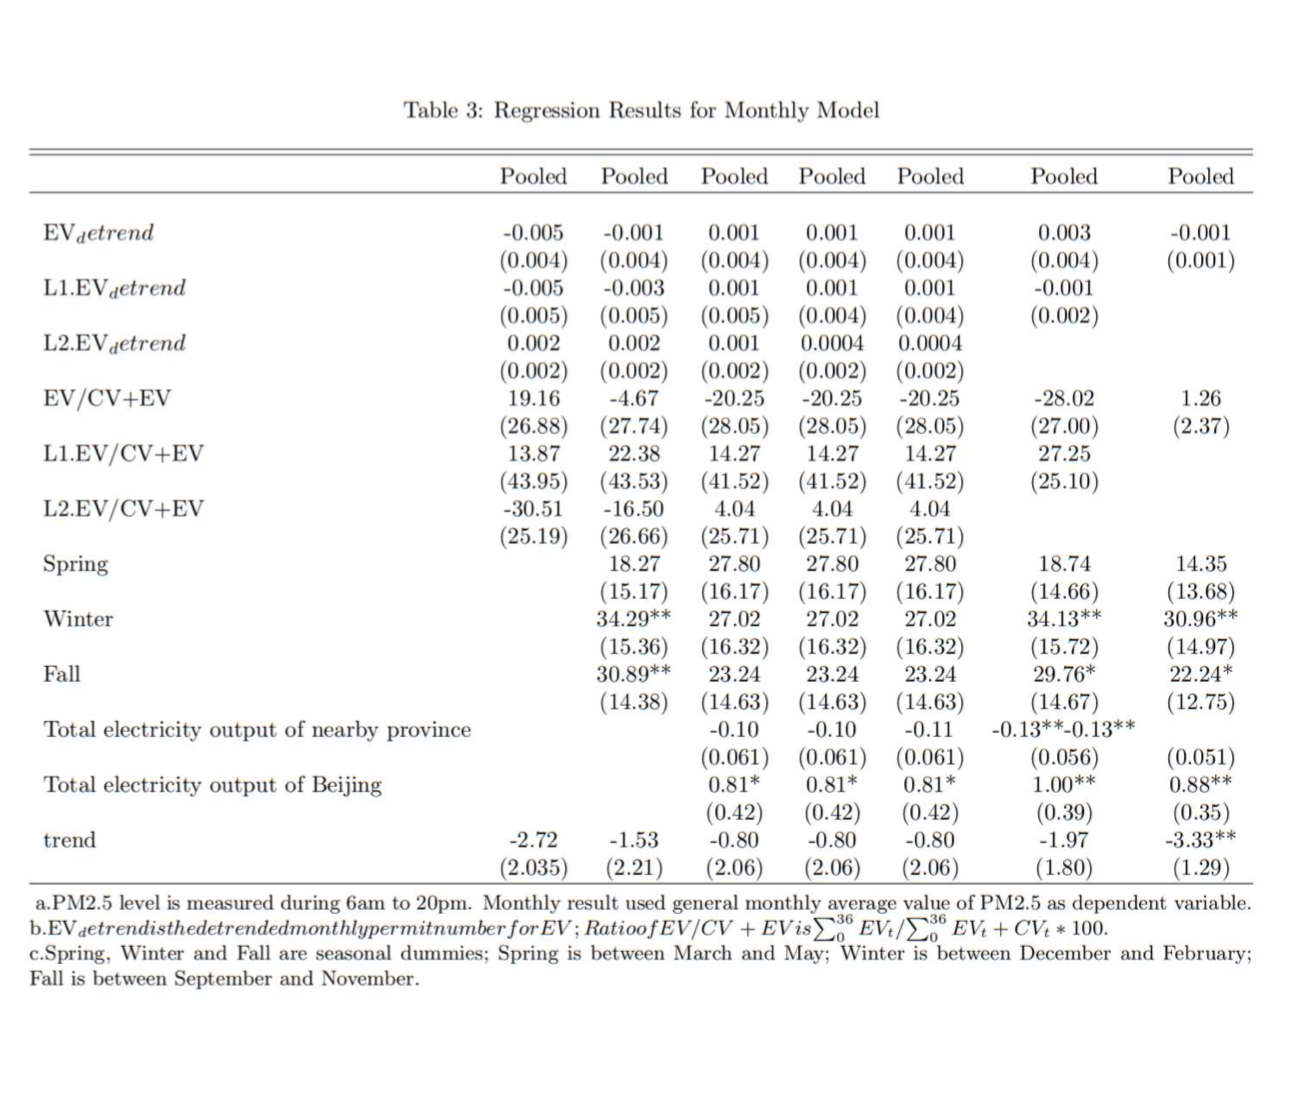 Table 3: Regression Results for Monthly Model
Pooled Pooled Pooled Pooled Pooled Pooled Pooled
EVdetrend -0.005 -0.001 0.001 0.001 0.001 0.003 -0.001
(0.004) (0.004) (0.004) (0.004) (0.004) (0.004) (0.001)
L1.EVdetrend -0.005 -0.003 0.001 0.001 0.001 -0.001
(0.005) (0.005) (0.005) (0.004) (0.004) (0.002)
L2.EVdetrend 0.002 0.002 0.001 0.0004 0.0004
(0.002) (0.002) (0.002) (0.002) (0.002)
EV/CV+EV 19.16 -4.67 -20.25 -20.25 -20.25 -28.02 1.26
(26.88) (27.74) (28.05) (28.05) (28.05) (27.00) (2.37)
L1.EV/CV+EV 13.87 22.38 14.27 14.27 14.27 27.25
(43.95) (43.53) (41.52) (41.52) (41.52) (25.10)
L2.EV/CV+EV -30.51 -16.50 4.04 4.04 4.04
(25.19) (26.66) (25.71) (25.71) (25.71)
Spring 18.27 27.80 27.80 27.80 18.74 14.35
(15.17) (16.17) (16.17) (16.17) (14.66) (13.68)
Winter 34.29** 27.02 27.02 27.02 34.13** 30.96**
(15.36) (16.32) (16.32) (16.32) (15.72) (14.97)
Fall 30.89** 23.24 23.24 23.24 29.76* 22.24*
(14.38) (14.63) (14.63) (14.63) (14.67) (12.75)
Total electricity output of nearby province -0.10 -0.10 -0.11 -0.13**-0.13**
(0.061) (0.061) (0.061) (0.056) (0.051)
Total electricity output of Beijing 0.81* 0.81* 0.81* 1.00** 0.88**
(0.42) (0.42) (0.42) (0.39) (0.35)
trend -2.72 -1.53 -0.80 -0.80 -0.80 -1.97 -3.33**
(2.035) (2.21) (2.06) (2.06) (2.06) (1.80) (1.29)
a.PM2.5 level is measured during 6am to 20pm. Monthly result used general monthly average value of PM2.5 as dependent variable.
b.EVdetrendisthedetrendedmonthlypermitnumberforEV; RatioofEV/CV + EVis∑₀³⁶ EVₜ/∑₀³⁶ EVₜ + CVₜ * 100.
c.Spring, Winter and Fall are seasonal dummies; Spring is between March and May; Winter is between December and February;
Fall is between September and November.